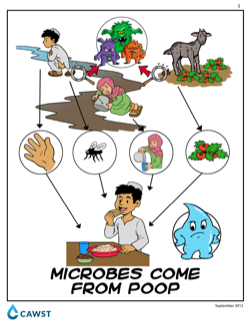 1
MICROBES COME
FROM POOP
September 2012
CAWST